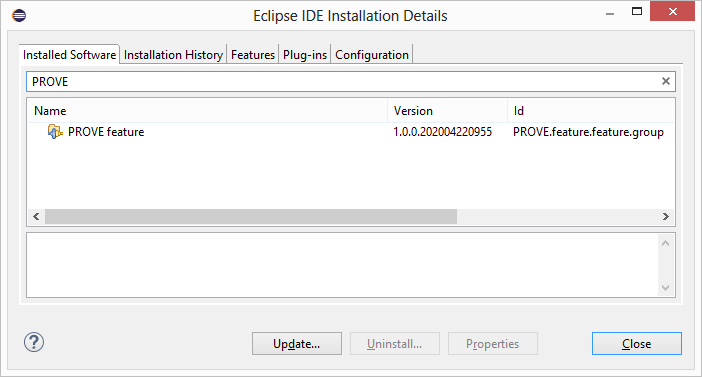 Eclipse IDE Installation Details
Installed Software Installation History Features Plug-ins Configuration
PROVE
Name Version Id
PROVE feature 1.0.0.202004220955 PROVE.feature.feature.group
Update... Uninstall... Properties Close